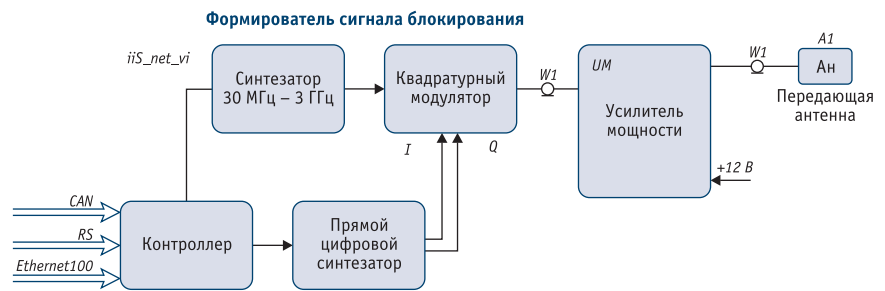 Формирователь сигнала блокирования
iiS_net_vi
Синтезатор
30 МГц – 3 ГГц
Квадратурный
модулятор
W1
UM
Усилитель
мощности
W1
A1
Ан
Передающая
антенна
I
Q
+12 В
CAN
RS
Ethernet100
Контроллер
Прямой
цифровой
синтезатор